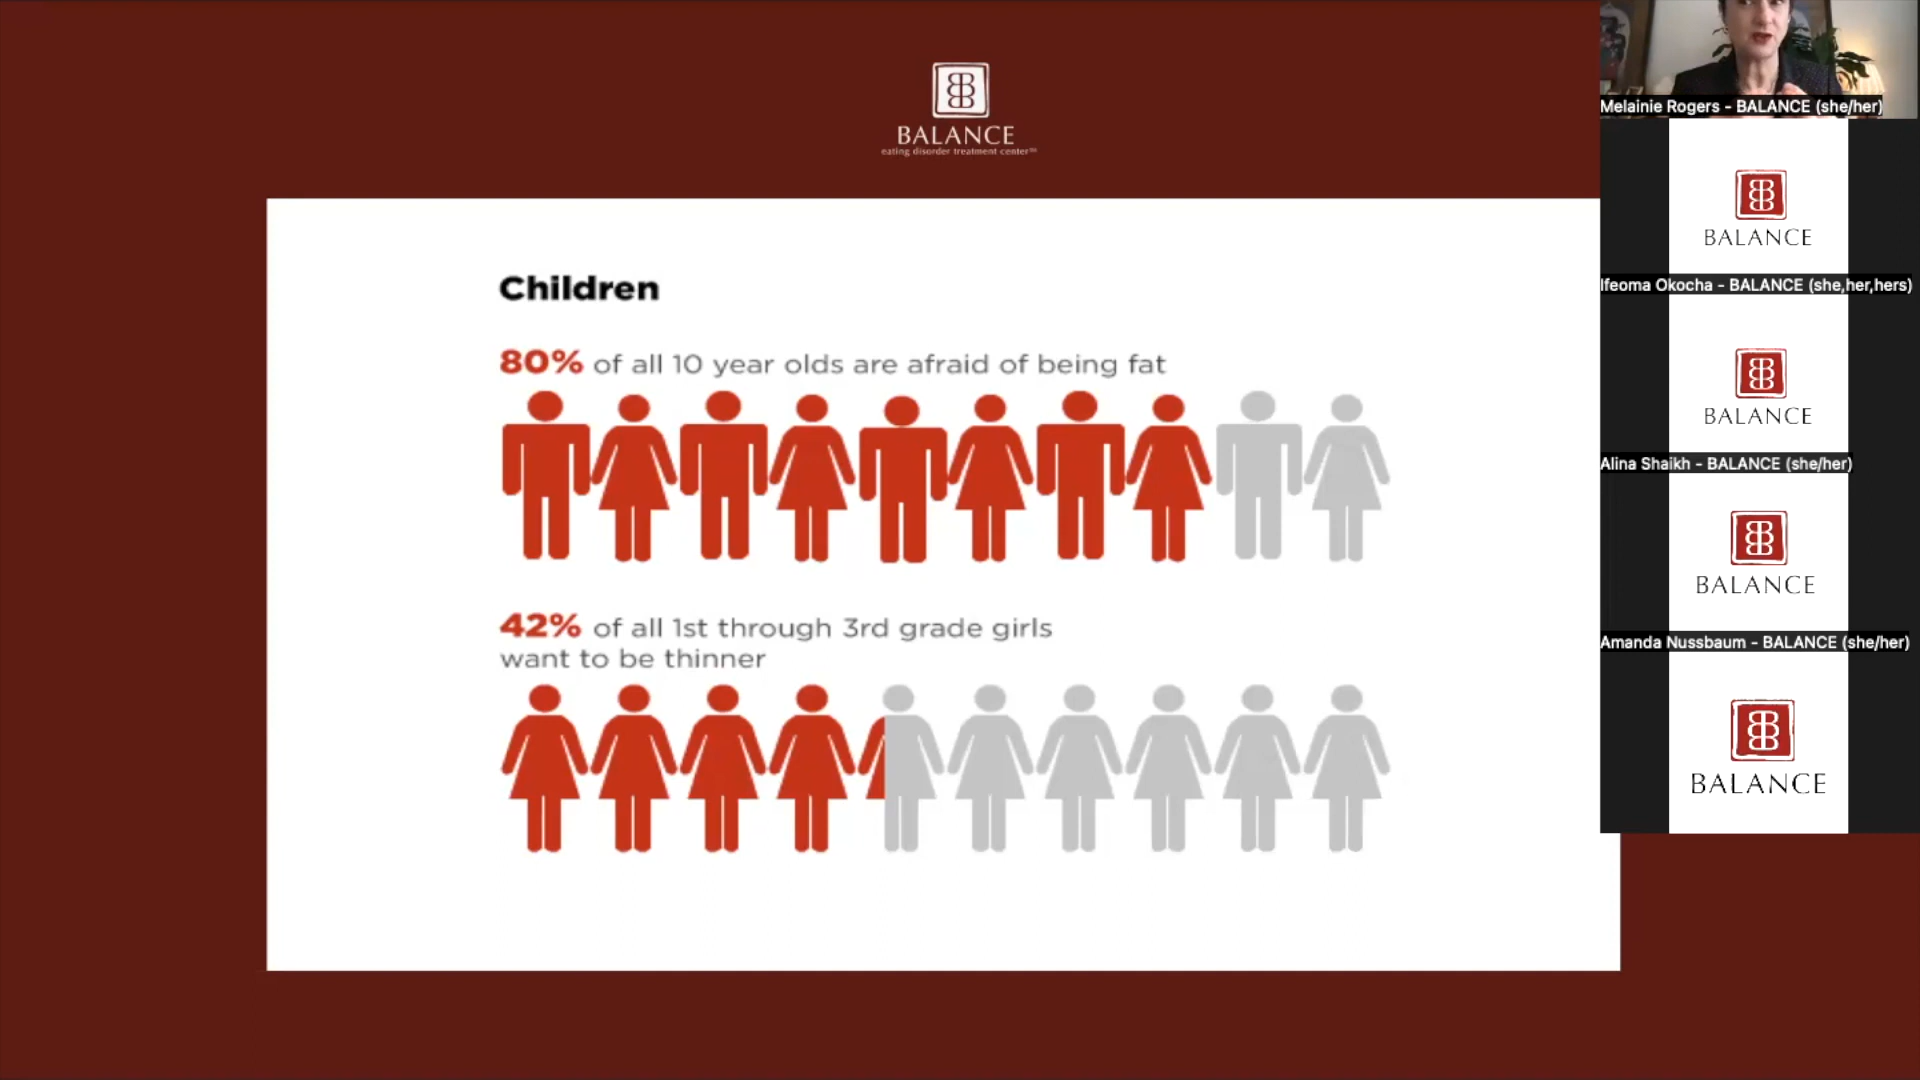 BALANCE
eating disorder treatment center™
Children
80% of all 10 year olds are afraid of being fat
42% of all 1st through 3rd grade girls
want to be thinner
Melainie Rogers - BALANCE (she/her)
BALANCE
Ifeoma Okocha - BALANCE (she,her,hers)
BALANCE
Alina Shaikh - BALANCE (she/her)
BALANCE
Amanda Nussbaum - BALANCE (she/her)
BALANCE